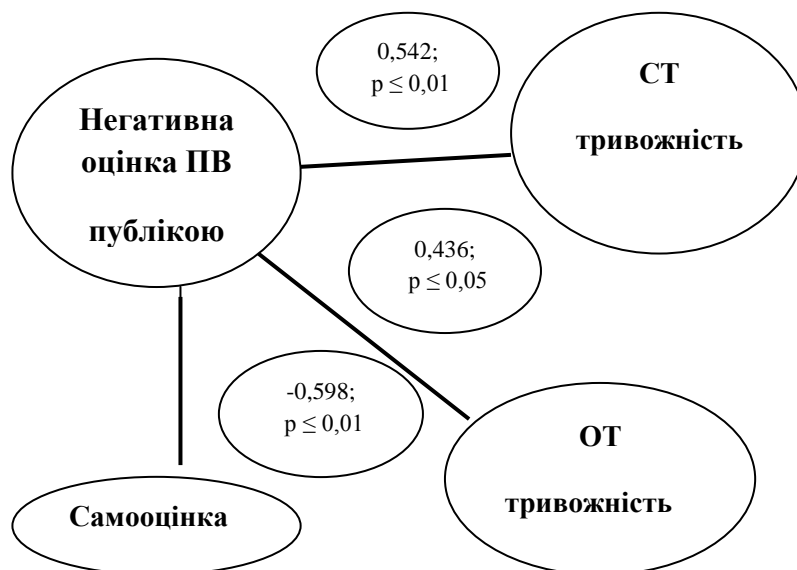 0,542;
p ≤ 0,01
СТ
тривожність
Негативна
оцінка ПВ
публікою
0,436;
p ≤ 0,05
-0,598;
p ≤ 0,01
ОТ
тривожність
Самооцінка